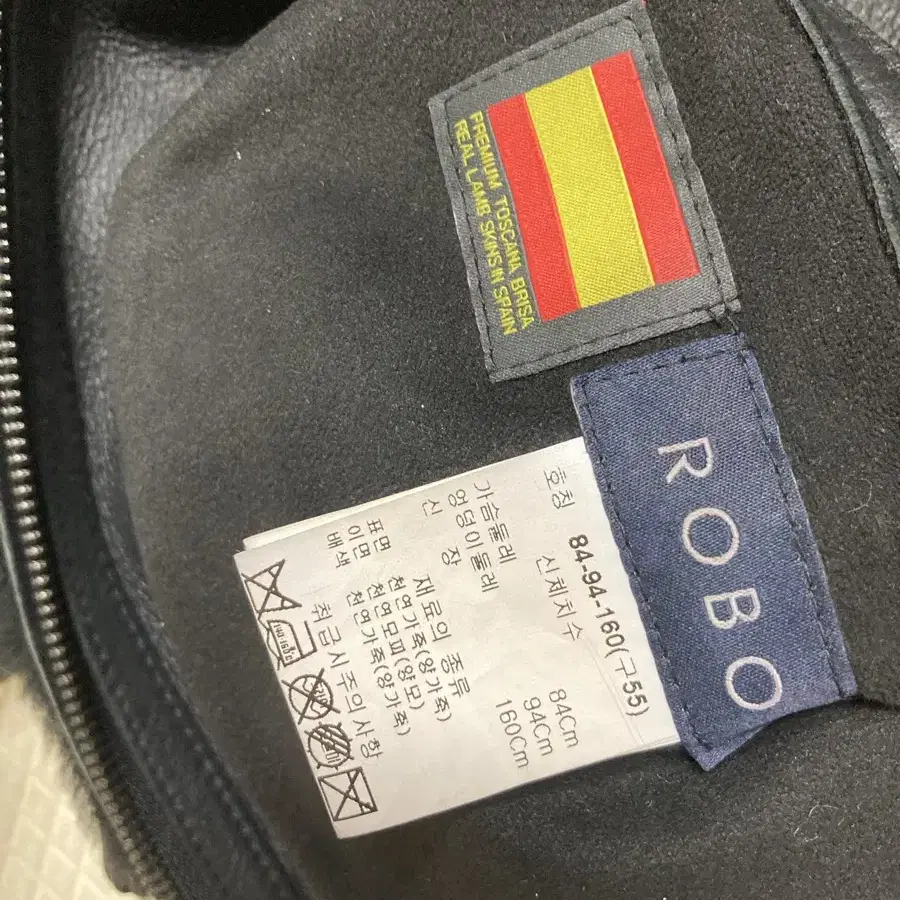 PREMIUM TOSCANA BRISA
REAL LAMB SKINS IN SPAIN
ROBO
호칭 84-94-160(구55)
신체치수
가슴둘레 84Cm
엉덩이둘레 94Cm
신 장 160Cm
재료의 종류
표면 천연가죽(양가죽)
이면 천연모피(양모)
배색 천연가죽(양가죽)
취급시주의사항